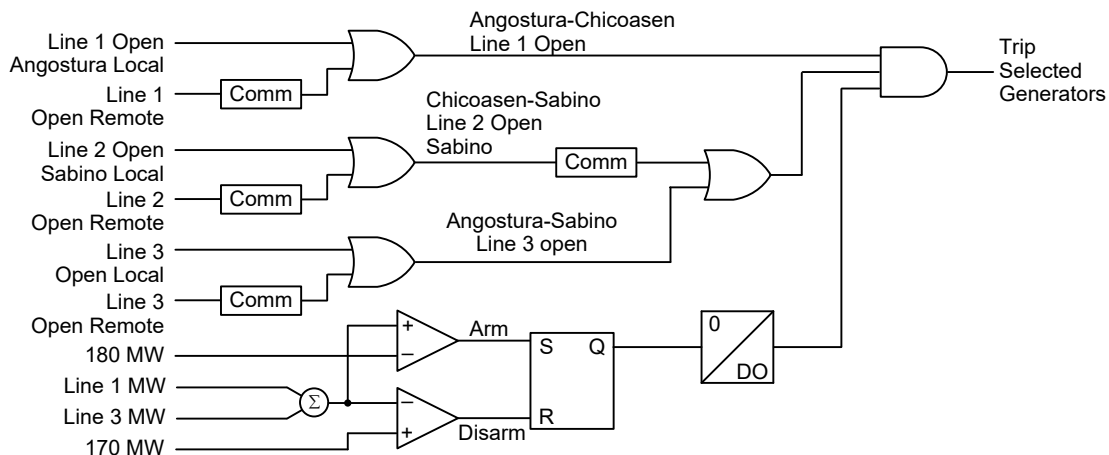 Line 1 Open
Angostura Local
Line 1
Open Remote
Line 2 Open
Sabino Local
Line 2
Open Remote
Line 3
Open Local
Line 3
Open Remote
180 MW
Line 1 MW
Line 3 MW
170 MW
Comm
Comm
Comm
Σ
Angostura-Chicoasen
Line 1 Open
Chicoasen-Sabino
Line 2 Open
Sabino
Comm
Angostura-Sabino
Line 3 open
+
–
Arm
–
+
Disarm
S Q
R
0
DO
Trip
Selected
Generators